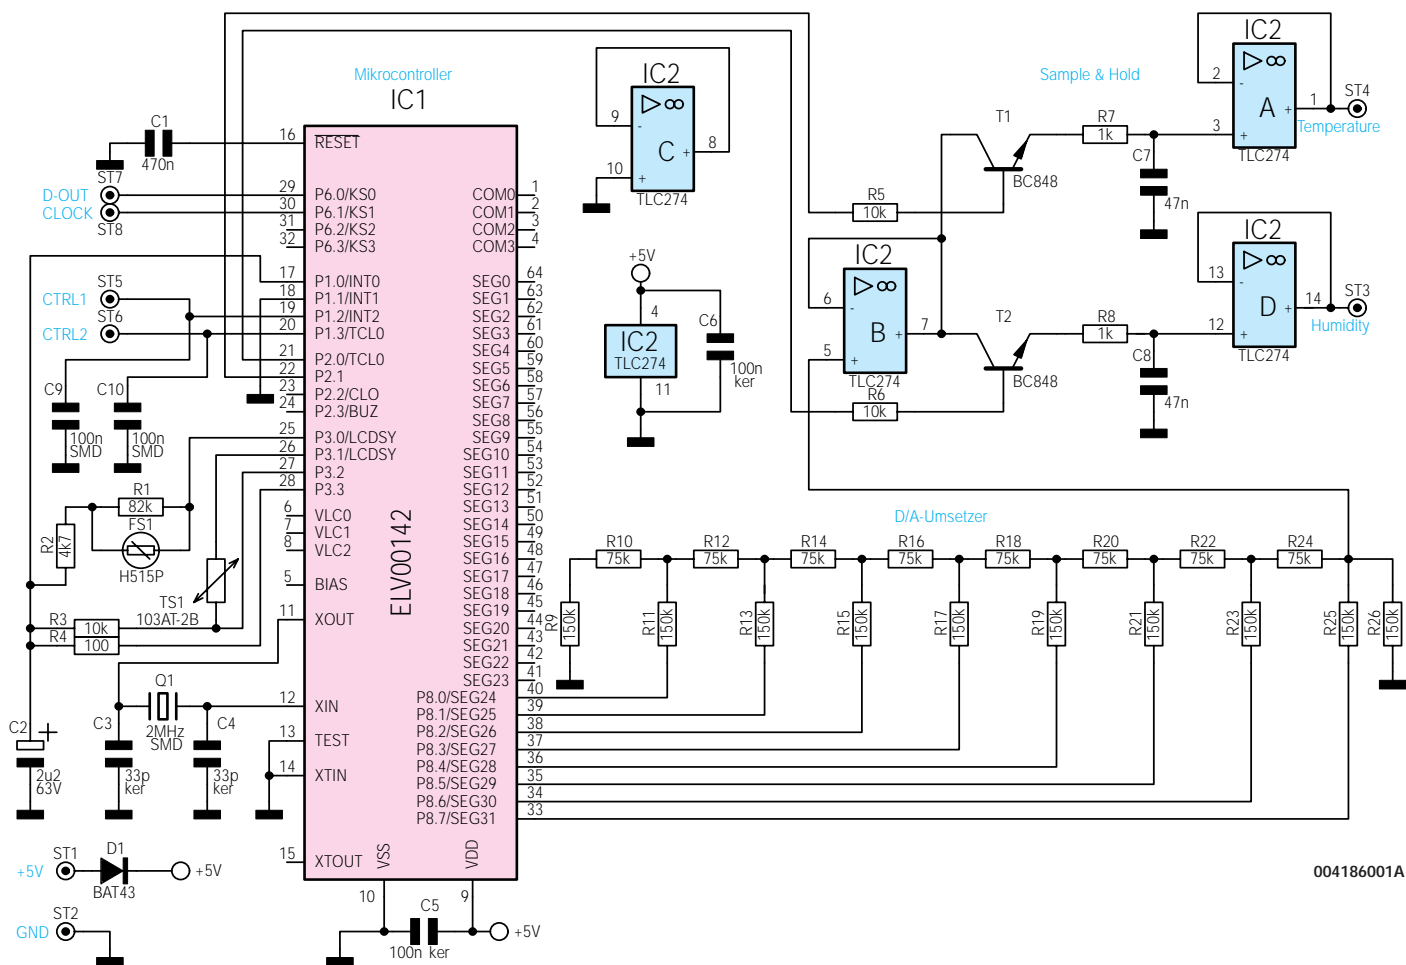 Mikrocontroller
IC1
ELV00142
16 RESET
29 P6.0/KS0
30 P6.1/KS1
31 P6.2/KS2
32 P6.3/KS3
17 P1.0/INT0
18 P1.1/INT1
19 P1.2/INT2
20 P1.3/TCL0
21 P2.0/TCL0
22 P2.1
23 P2.2/CLO
24 P2.3/BUZ
25 P3.0/LCDSY
26 P3.1/LCDSY
27 P3.2
28 P3.3
6 VLC0
7 VLC1
8 VLC2
5 BIAS
11 XOUT
12 XIN
13 TEST
14 XTIN
15 XTOUT
VSS 10
VDD 9
COM0 1
COM1 2
COM2 3
COM3 4
SEG0 64
SEG1 63
SEG2 62
SEG3 61
SEG4 60
SEG5 59
SEG6 58
SEG7 57
SEG8 56
SEG9 55
SEG10 54
SEG11 53
SEG12 52
SEG13 51
SEG14 50
SEG15 49
SEG16 48
SEG17 47
SEG18 46
SEG19 45
SEG20 44
SEG21 43
SEG22 42
SEG23 41
P8.0/SEG24 40
P8.1/SEG25 39
P8.2/SEG26 38
P8.3/SEG27 37
P8.4/SEG28 36
P8.5/SEG29 35
P8.6/SEG30 34
P8.7/SEG31 33
C1
470n
ST7
D-OUT
CLOCK
ST8
ST5
CTRL1
ST6
CTRL2
C9
100n
SMD
C10
100n
SMD
R1
82k
FS1
H515P
R2
4k7
TS1
103AT-2B
R3
10k
R4
100
C2
+
2u2
63V
C3
33p
ker
Q1
2MHz
SMD
C4
33p
ker
ST1
+5V
D1
BAT43
+5V
ST2
GND
C5
100n ker
+5V
IC2
9
-
10
+
C
+
8
TLC274
+5V
4
IC2
TLC274
11
C6
100n
ker
Sample & Hold
IC2
2
-
3
+
A
+
1
TLC274
ST4
Temperature
T1
BC848
R7
1k
C7
47n
R5
10k
IC2
6
-
5
+
B
+
7
TLC274
R6
10k
T2
BC848
R8
1k
C8
47n
IC2
13
-
12
+
D
+
14
TLC274
ST3
Humidity
D/A-Umsetzer
R10
75k
R12
75k
R14
75k
R16
75k
R18
75k
R20
75k
R22
75k
R24
75k
R9
150k
R11
150k
R13
150k
R15
150k
R17
150k
R19
150k
R21
150k
R23
150k
R25
150k
R26
150k
004186001A